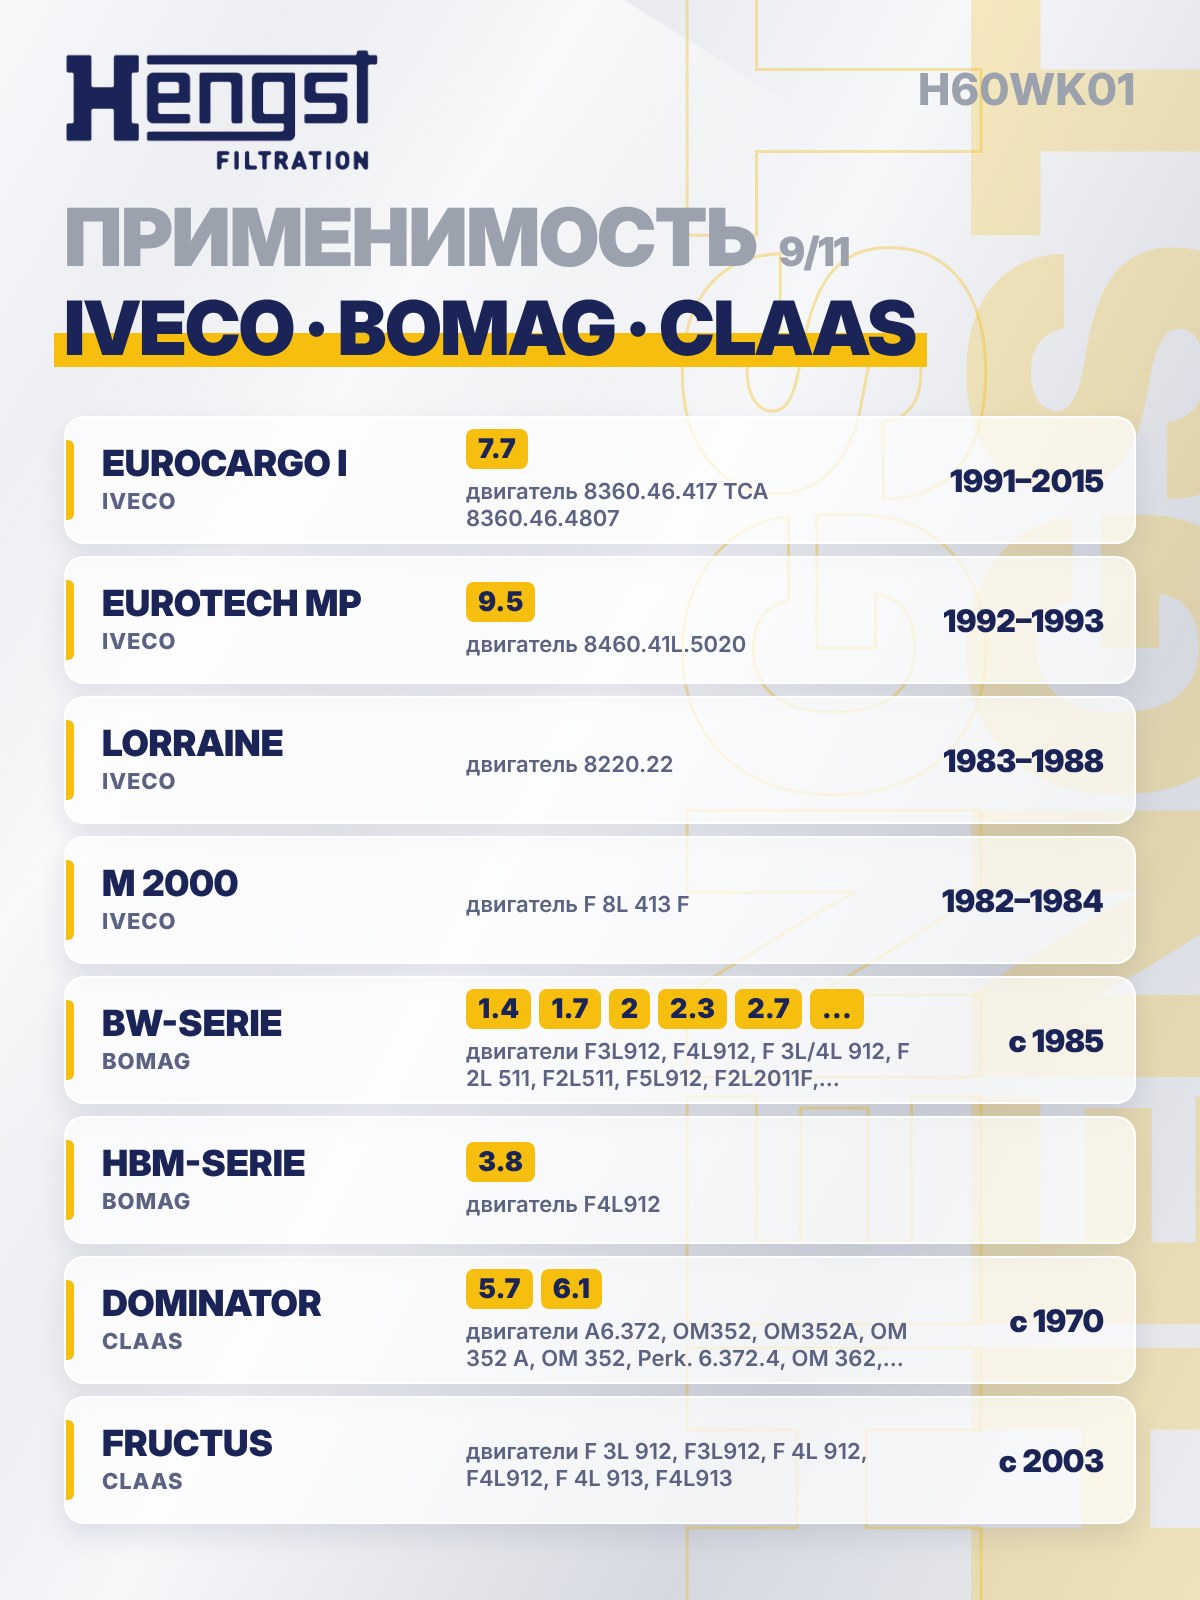 Hengst
FILTRATION
H60WK01
ПРИМЕНИМОСТЬ 9/11
IVECO · BOMAG · CLAAS
EUROCARGO I
IVECO
7.7
двигатель 8360.46.417 TCA
8360.46.4807
1991–2015
EUROTECH MP
IVECO
9.5
двигатель 8460.41L.5020
1992–1993
LORRAINE
IVECO
двигатель 8220.22
1983–1988
M 2000
IVECO
двигатель F 8L 413 F
1982–1984
BW-SERIE
BOMAG
1.4 1.7 2 2.3 2.7 ...
двигатели F3L912, F4L912, F 3L/4L 912, F
2L 511, F2L511, F5L912, F2L2011F,...
с 1985
HBM-SERIE
BOMAG
3.8
двигатель F4L912
DOMINATOR
CLAAS
5.7 6.1
двигатели A6.372, OM352, OM352A, OM
352 A, OM 352, Perk. 6.372.4, OM 362,...
с 1970
FRUCTUS
CLAAS
двигатели F 3L 912, F3L912, F 4L 912,
F4L912, F 4L 913, F4L913
с 2003
HENGST
HENGST